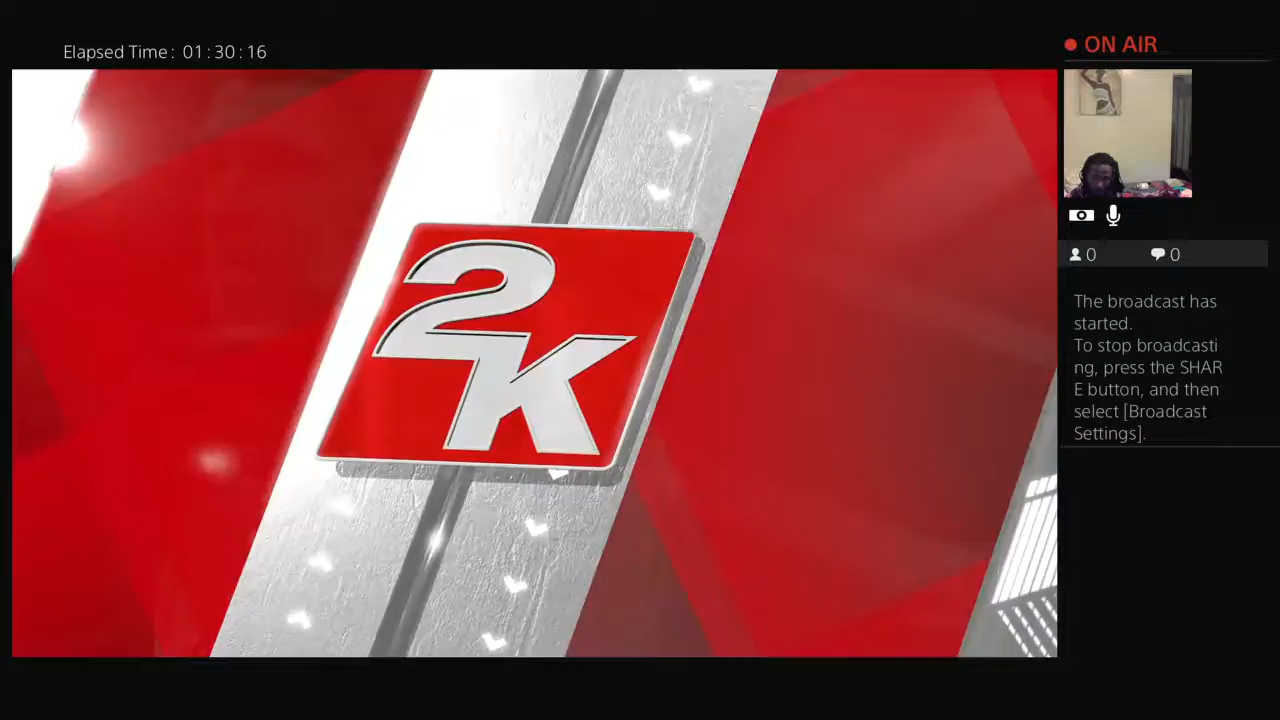 Elapsed Time: 01:30:16
ON AIR
2K
0
0
The broadcast has
started.
To stop broadcasti
ng, press the SHAR
E button, and then
select [Broadcast
Settings].